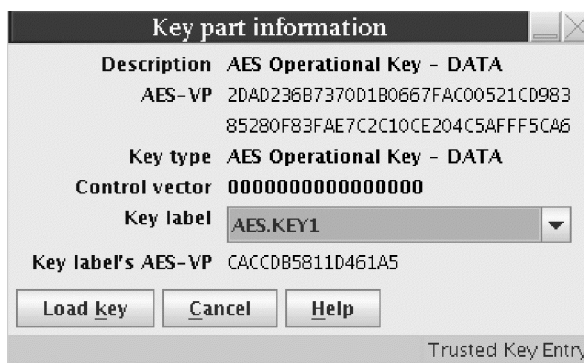 Key part information
Description AES Operational Key - DATA
AES-VP 2DAD236B7370D1B0667FAC00521CD983
85280F83FAE7C2C10CE204C5AFFF5CA6
Key type AES Operational Key - DATA
Control vector 0000000000000000
Key label AES.KEY1
Key label's AES-VP CACCDB5811D461A5
Load key Cancel Help
Trusted Key Entry